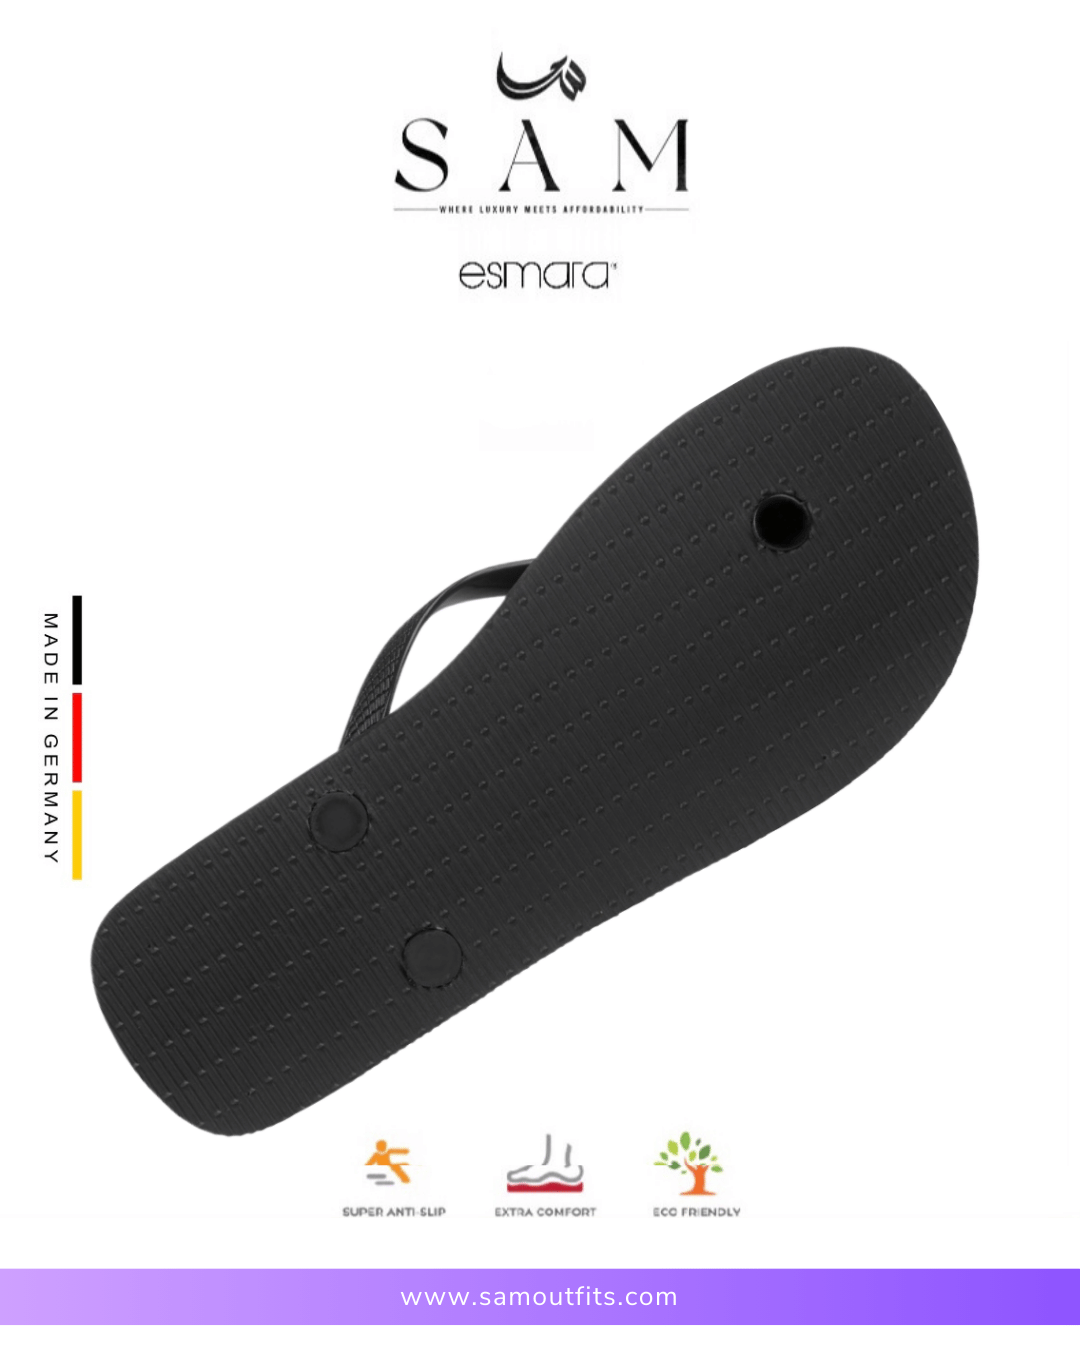 SAM
WHERE LUXURY MEETS AFFORDABILITY
esmara
MADE IN GERMANY
SUPER ANTI-SLIP
EXTRA COMFORT
ECO FRIENDLY
www.samoutfits.com